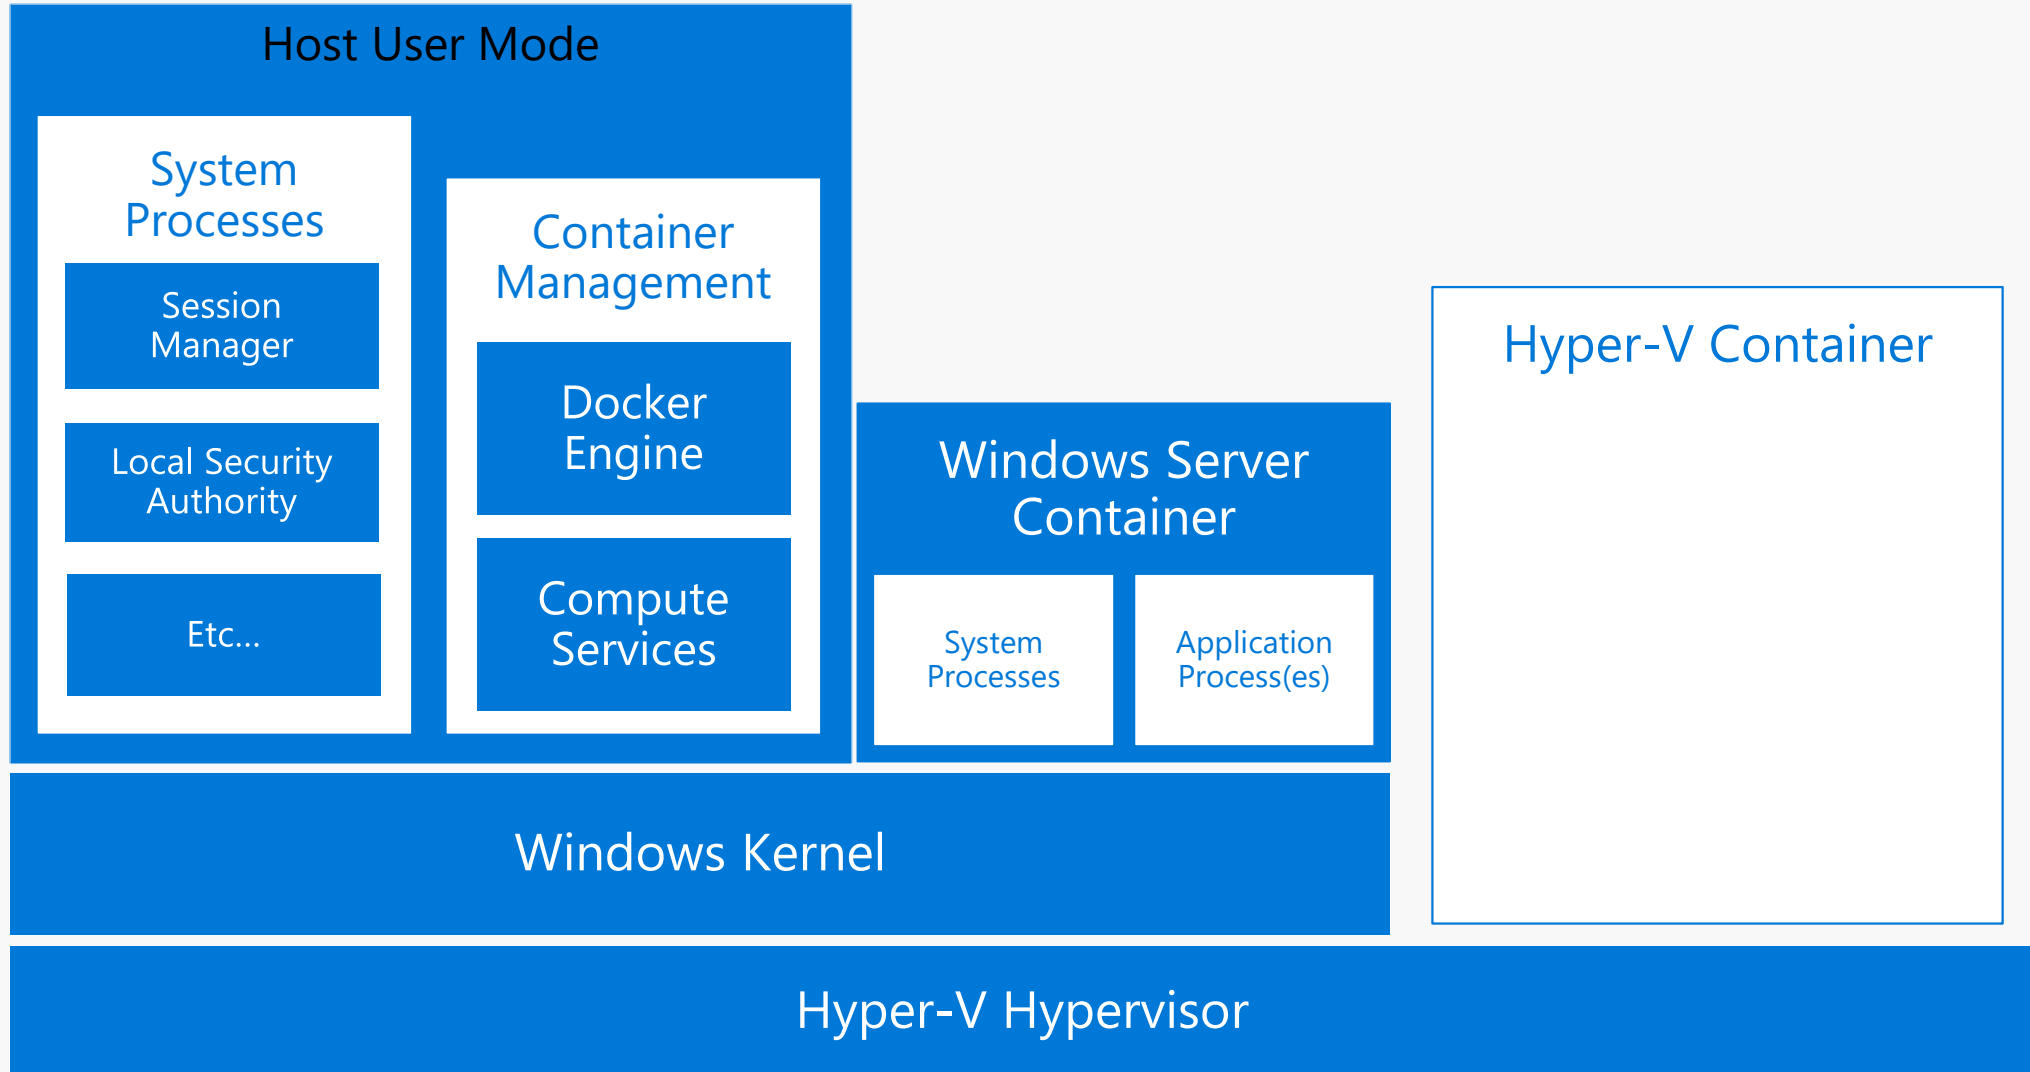 Host User Mode
System
Processes
Session
Manager
Local Security
Authority
Etc...
Container
Management
Docker
Engine
Compute
Services
Windows Server
Container
System
Processes
Application
Process(es)
Hyper-V Container
Windows Kernel
Hyper-V Hypervisor